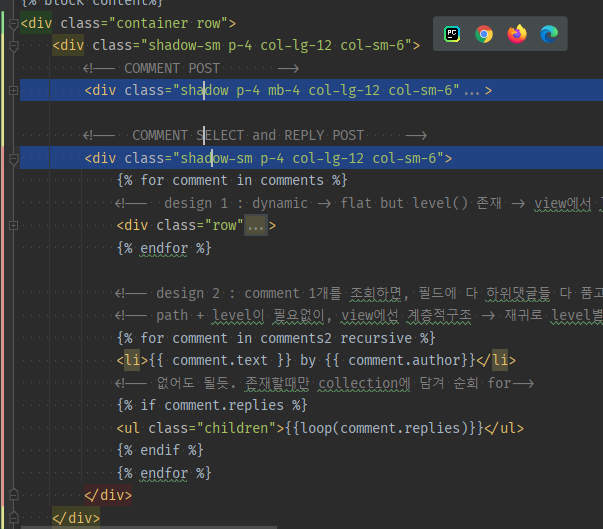 {% block content%}
<div class="container row">
<div class="shadow-sm p-4 col-lg-12 col-sm-6">
<!-- COMMENT POST -->
<div class="shadow p-4 mb-4 col-lg-12 col-sm-6"...>
<!-- COMMENT SELECT and REPLY POST -->
<div class="shadow-sm p-4 col-lg-12 col-sm-6">
{% for comment in comments %}
<!-- design 1 : dynamic -> flat but level() 존재 -> view에서
<div class="row"...>
{% endfor %}
<!-- design 2 : comment 1개를 조회하면, 필드에 다 하위댓글들 다 품고
<!-- path + level이 필요없이, view에선 계층적구조 -> 재귀로 level별
{% for comment in comments2 recursive %}
<li>{{ comment.text }} by {{ comment.author}}</li>
<!-- 없어도 될듯. 존재할때만 collection에 담겨 순회 for-->
{% if comment.replies %}
<ul class="children">{{loop(comment.replies)}}</ul>
{% endif %}
{% endfor %}
</div>
</div>